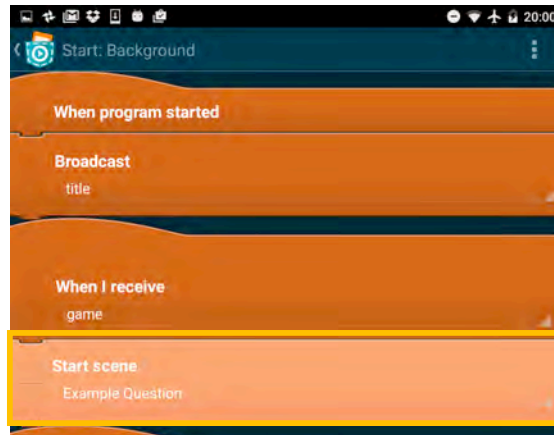 20:00
Start: Background
When program started
Broadcast
title
When I receive
game
Start scene
Example Question